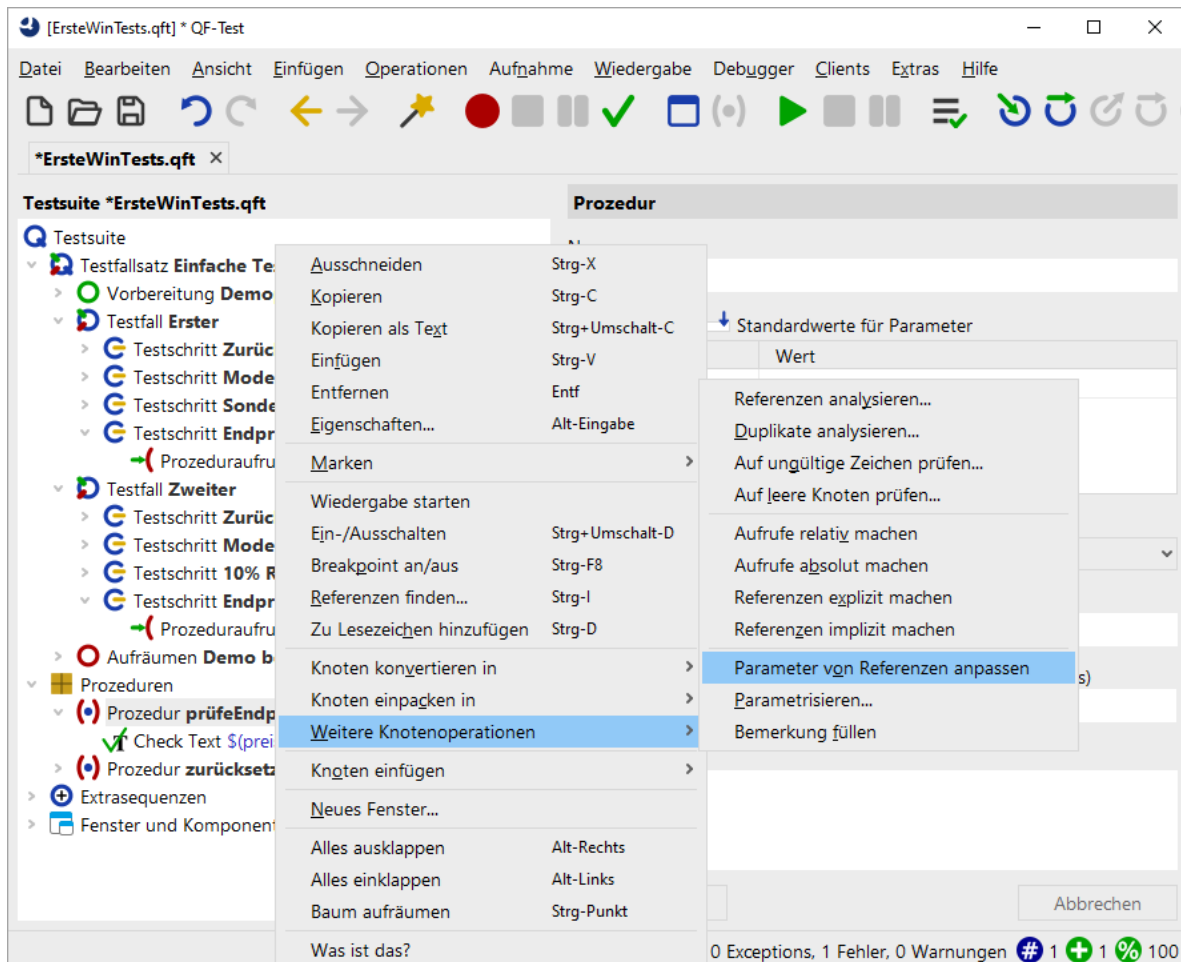 [ErsteWinTests.qft] * QF-Test
Datei Bearbeiten Ansicht Einfügen Operationen Aufnahme Wiedergabe Debugger Clients Extras Hilfe
*ErsteWinTests.qft
Testsuite *ErsteWinTests.qft
Testsuite
Testfallsatz Einfache Te
Vorbereitung Demo
Testfall Erster
Testschritt Zurüc
Testschritt Mode
Testschritt Sonde
Testschritt Endpr
Prozeduraufru
Testfall Zweiter
Testschritt Zurüc
Testschritt Mode
Testschritt 10% R
Testschritt Endpr
Prozeduraufru
Aufräumen Demo b
Prozeduren
Prozedur prüfeEndp
Check Text $(prei
Prozedur zurücksetz
Extrasequenzen
Fenster und Komponent
Ausschneiden Strg-X
Kopieren Strg-C
Kopieren als Text Strg+Umschalt-C
Einfügen Strg-V
Entfernen Entf
Eigenschaften... Alt-Eingabe
Marken
Wiedergabe starten
Ein-/Ausschalten Strg+Umschalt-D
Breakpoint an/aus Strg-F8
Referenzen finden... Strg-I
Zu Lesezeichen hinzufügen Strg-D
Knoten konvertieren in
Knoten einpacken in
Weitere Knotenoperationen
Knoten einfügen
Neues Fenster...
Alles ausklappen Alt-Rechts
Alles einklappen Alt-Links
Baum aufräumen Strg-Punkt
Was ist das?
Prozedur
Standardwerte für Parameter
Wert
Referenzen analysieren...
Duplikate analysieren...
Auf ungültige Zeichen prüfen...
Auf leere Knoten prüfen...
Aufrufe relativ machen
Aufrufe absolut machen
Referenzen explizit machen
Referenzen implizit machen
Parameter von Referenzen anpassen
Parametrisieren...
Bemerkung füllen
s)
Abbrechen
0 Exceptions, 1 Fehler, 0 Warnungen # 1 + 1 % 100